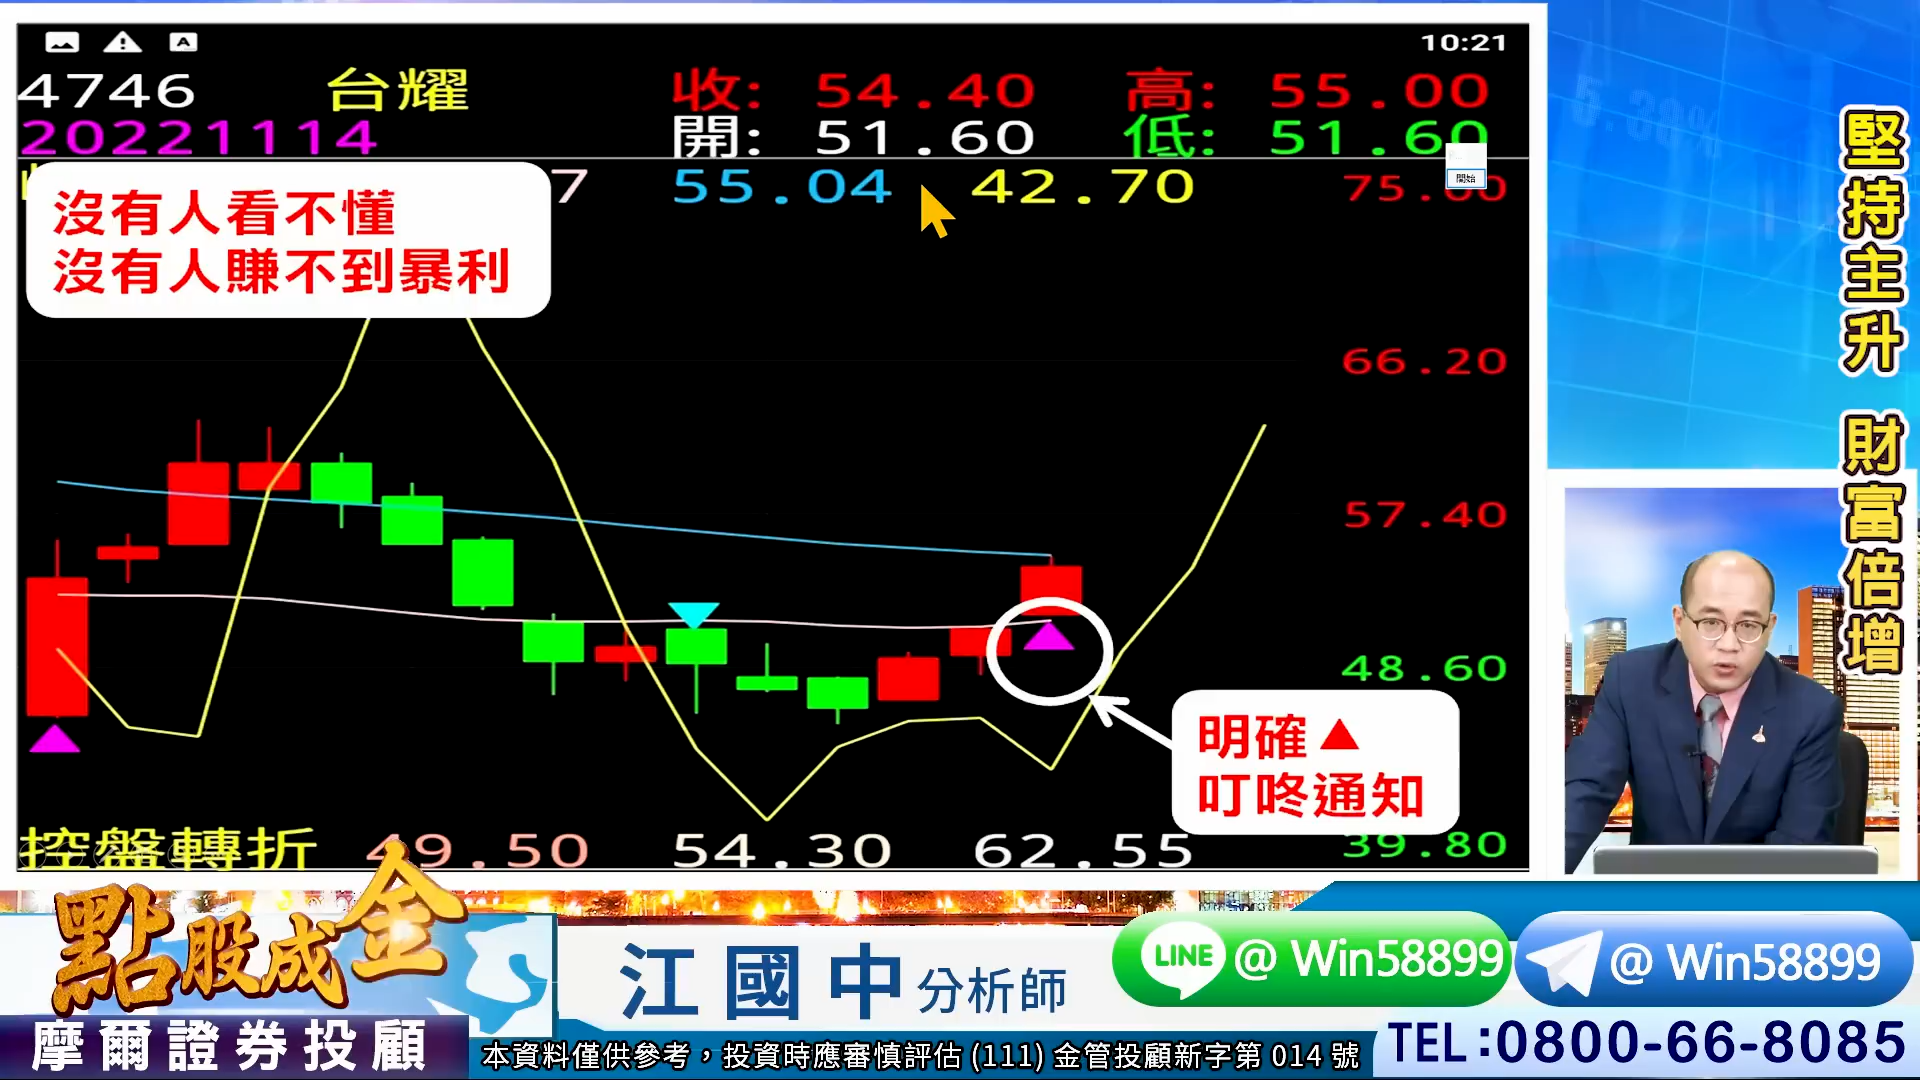 10:21
4746 台耀 收: 54.40 高: 55.00
20221114 開: 51.60 低: 51.60
7 55.04 42.70
開始
沒有人看不懂
沒有人賺不到暴利
66.20
57.40
48.60
39.80
明確▲
叮咚通知
控盤轉折 49.50 54.30 62.55
堅持主升 財富倍增
點股成金
摩爾證券投顧
江國中 分析師
LINE @ Win58899
@ Win58899
TEL:0800-66-8085
本資料僅供參考,投資時應審慎評估 (111) 金管投顧新字第 014 號